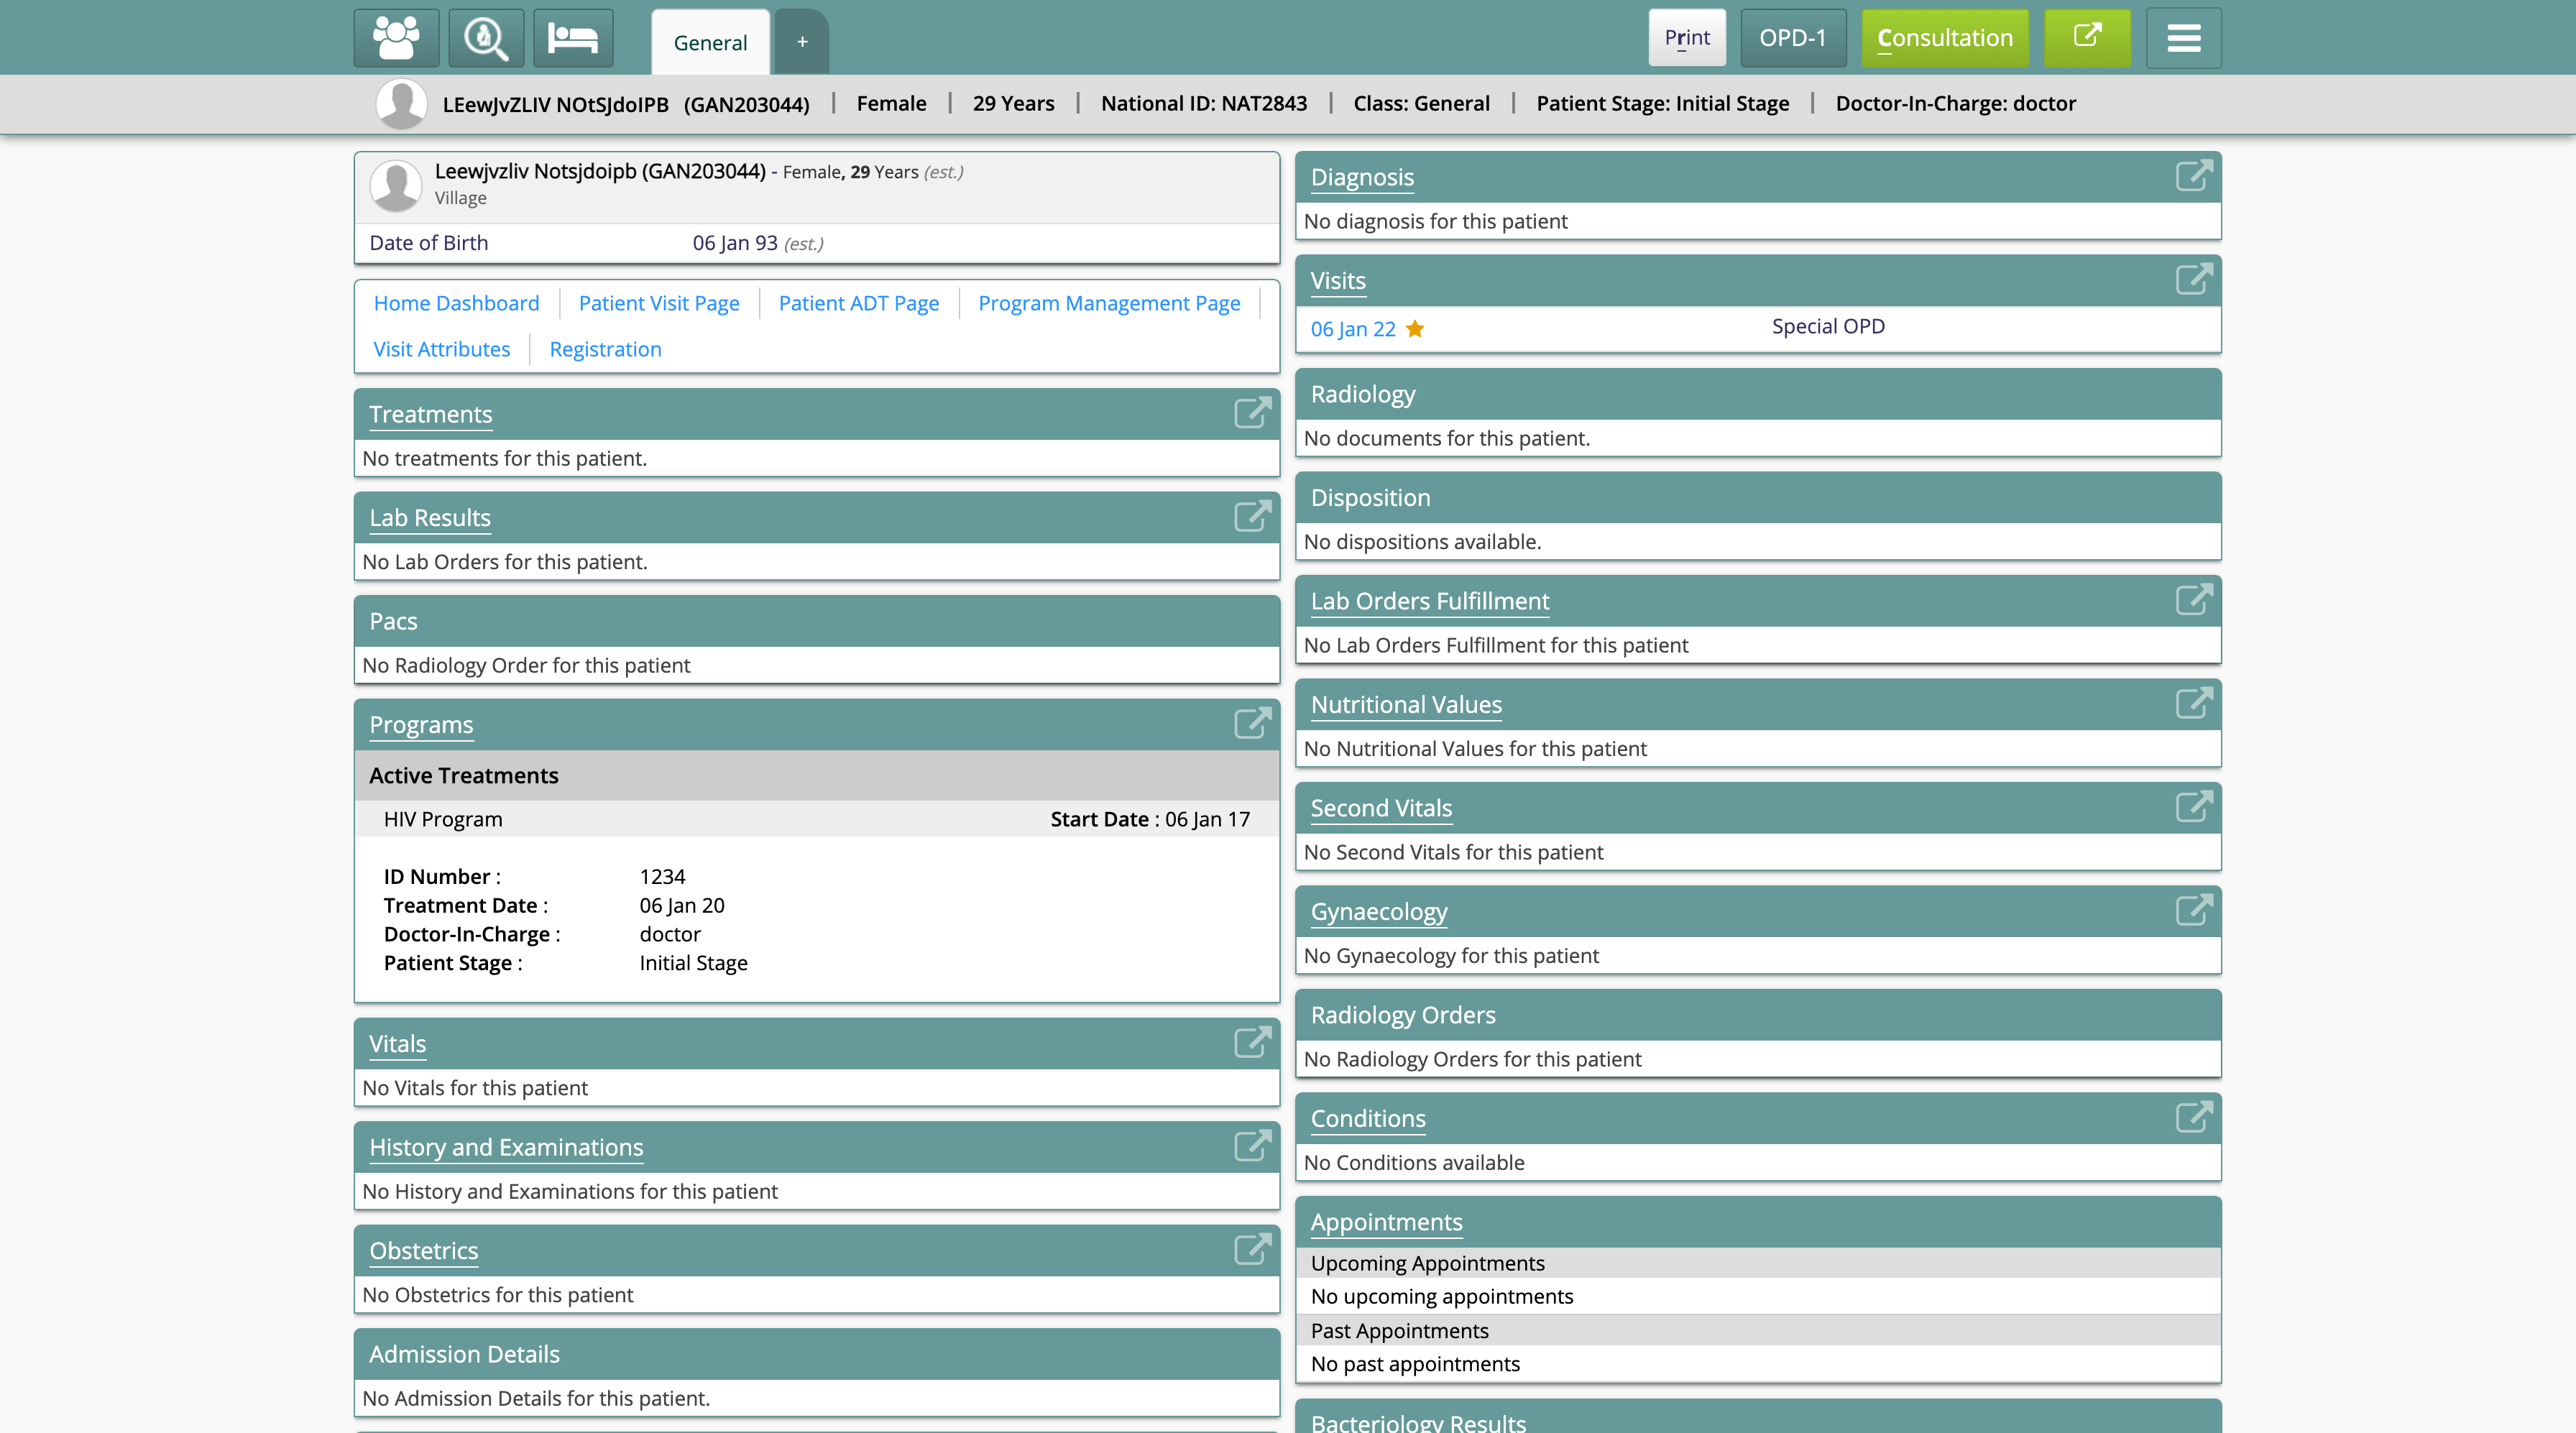 General
+
Print
OPD-1
Consultation
LEewJvZLIV NOtSJdoIPB (GAN203044) | Female | 29 Years | National ID: NAT2843 | Class: General | Patient Stage: Initial Stage | Doctor-In-Charge: doctor
Leewjvzliv Notsjdoipb (GAN203044) - Female, 29 Years (est.)
Village
Date of Birth 06 Jan 93 (est.)
Home Dashboard Patient Visit Page Patient ADT Page Program Management Page
Visit Attributes Registration
Treatments
No treatments for this patient.
Lab Results
No Lab Orders for this patient.
Pacs
No Radiology Order for this patient
Programs
Active Treatments
HIV Program Start Date : 06 Jan 17
ID Number : 1234
Treatment Date : 06 Jan 20
Doctor-In-Charge : doctor
Patient Stage : Initial Stage
Vitals
No Vitals for this patient
History and Examinations
No History and Examinations for this patient
Obstetrics
No Obstetrics for this patient
Admission Details
No Admission Details for this patient.
Diagnosis
No diagnosis for this patient
Visits
06 Jan 22 Special OPD
Radiology
No documents for this patient.
Disposition
No dispositions available.
Lab Orders Fulfillment
No Lab Orders Fulfillment for this patient
Nutritional Values
No Nutritional Values for this patient
Second Vitals
No Second Vitals for this patient
Gynaecology
No Gynaecology for this patient
Radiology Orders
No Radiology Orders for this patient
Conditions
No Conditions available
Appointments
Upcoming Appointments
No upcoming appointments
Past Appointments
No past appointments
Bacteriology Results